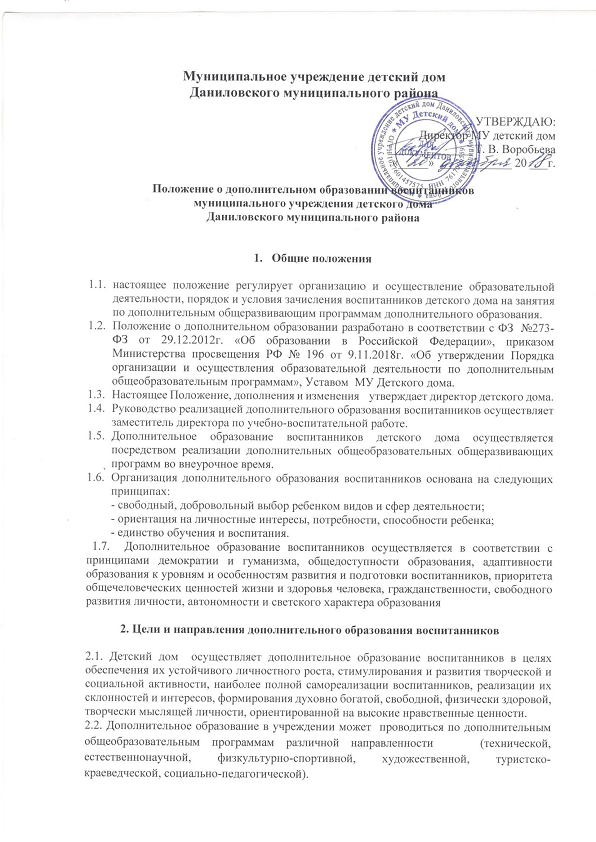 Муниципальное учреждение детский дом
Даниловского муниципального района
УТВЕРЖДАЮ:
Директор МУ детский дом
Т. В. Воробьева
2018 г.
Положение о дополнительном образовании воспитанников
муниципального учреждения детского дома
Даниловского муниципального района
1. Общие положения
1.1. настоящее положение регулирует организацию и осуществление образовательной
деятельности, порядок и условия зачисления воспитанников детского дома на занятия
по дополнительным общеразвивающим программам дополнительного образования.
1.2. Положение о дополнительном образовании разработано в соответствии с ФЗ №273-
ФЗ от 29.12.2012г. «Об образовании в Российской Федерации», приказом
Министерства просвещения РФ № 196 от 9.11.2018г. «Об утверждении Порядка
организации и осуществления образовательной деятельности по дополнительным
общеобразовательным программам», Уставом МУ Детского дома.
1.3. Настоящее Положение, дополнения и изменения утверждает директор детского дома.
1.4. Руководство реализацией дополнительного образования воспитанников осуществляет
заместитель директора по учебно-воспитательной работе.
1.5. Дополнительное образование воспитанников детского дома осуществляется
посредством реализации дополнительных общеобразовательных общеразвивающих
программ во внеурочное время.
1.6. Организация дополнительного образования воспитанников основана на следующих
принципах:
- свободный, добровольный выбор ребенком видов и сфер деятельности;
- ориентация на личностные интересы, потребности, способности ребенка;
- единство обучения и воспитания.
1.7. Дополнительное образование воспитанников осуществляется в соответствии с
принципами демократии и гуманизма, общедоступности образования, адаптивности
образования к уровням и особенностям развития и подготовки воспитанников, приоритета
общечеловеческих ценностей жизни и здоровья человека, гражданственности, свободного
развития личности, автономности и светского характера образования
2. Цели и направления дополнительного образования воспитанников
2.1. Детский дом осуществляет дополнительное образование воспитанников в целях
обеспечения их устойчивого личностного роста, стимулирования и развития творческой и
социальной активности, наиболее полной самореализации воспитанников, реализации их
склонностей и интересов, формирования духовно богатой, свободной, физически здоровой,
творчески мыслящей личности, ориентированной на высокие нравственные ценности.
2.2. Дополнительное образование в учреждении может проводиться по дополнительным
общеобразовательным программам различной направленности (технической,
естественнонаучной, физкультурно-спортивной, художественной, туристско-
краеведческой, социально-педагогической).